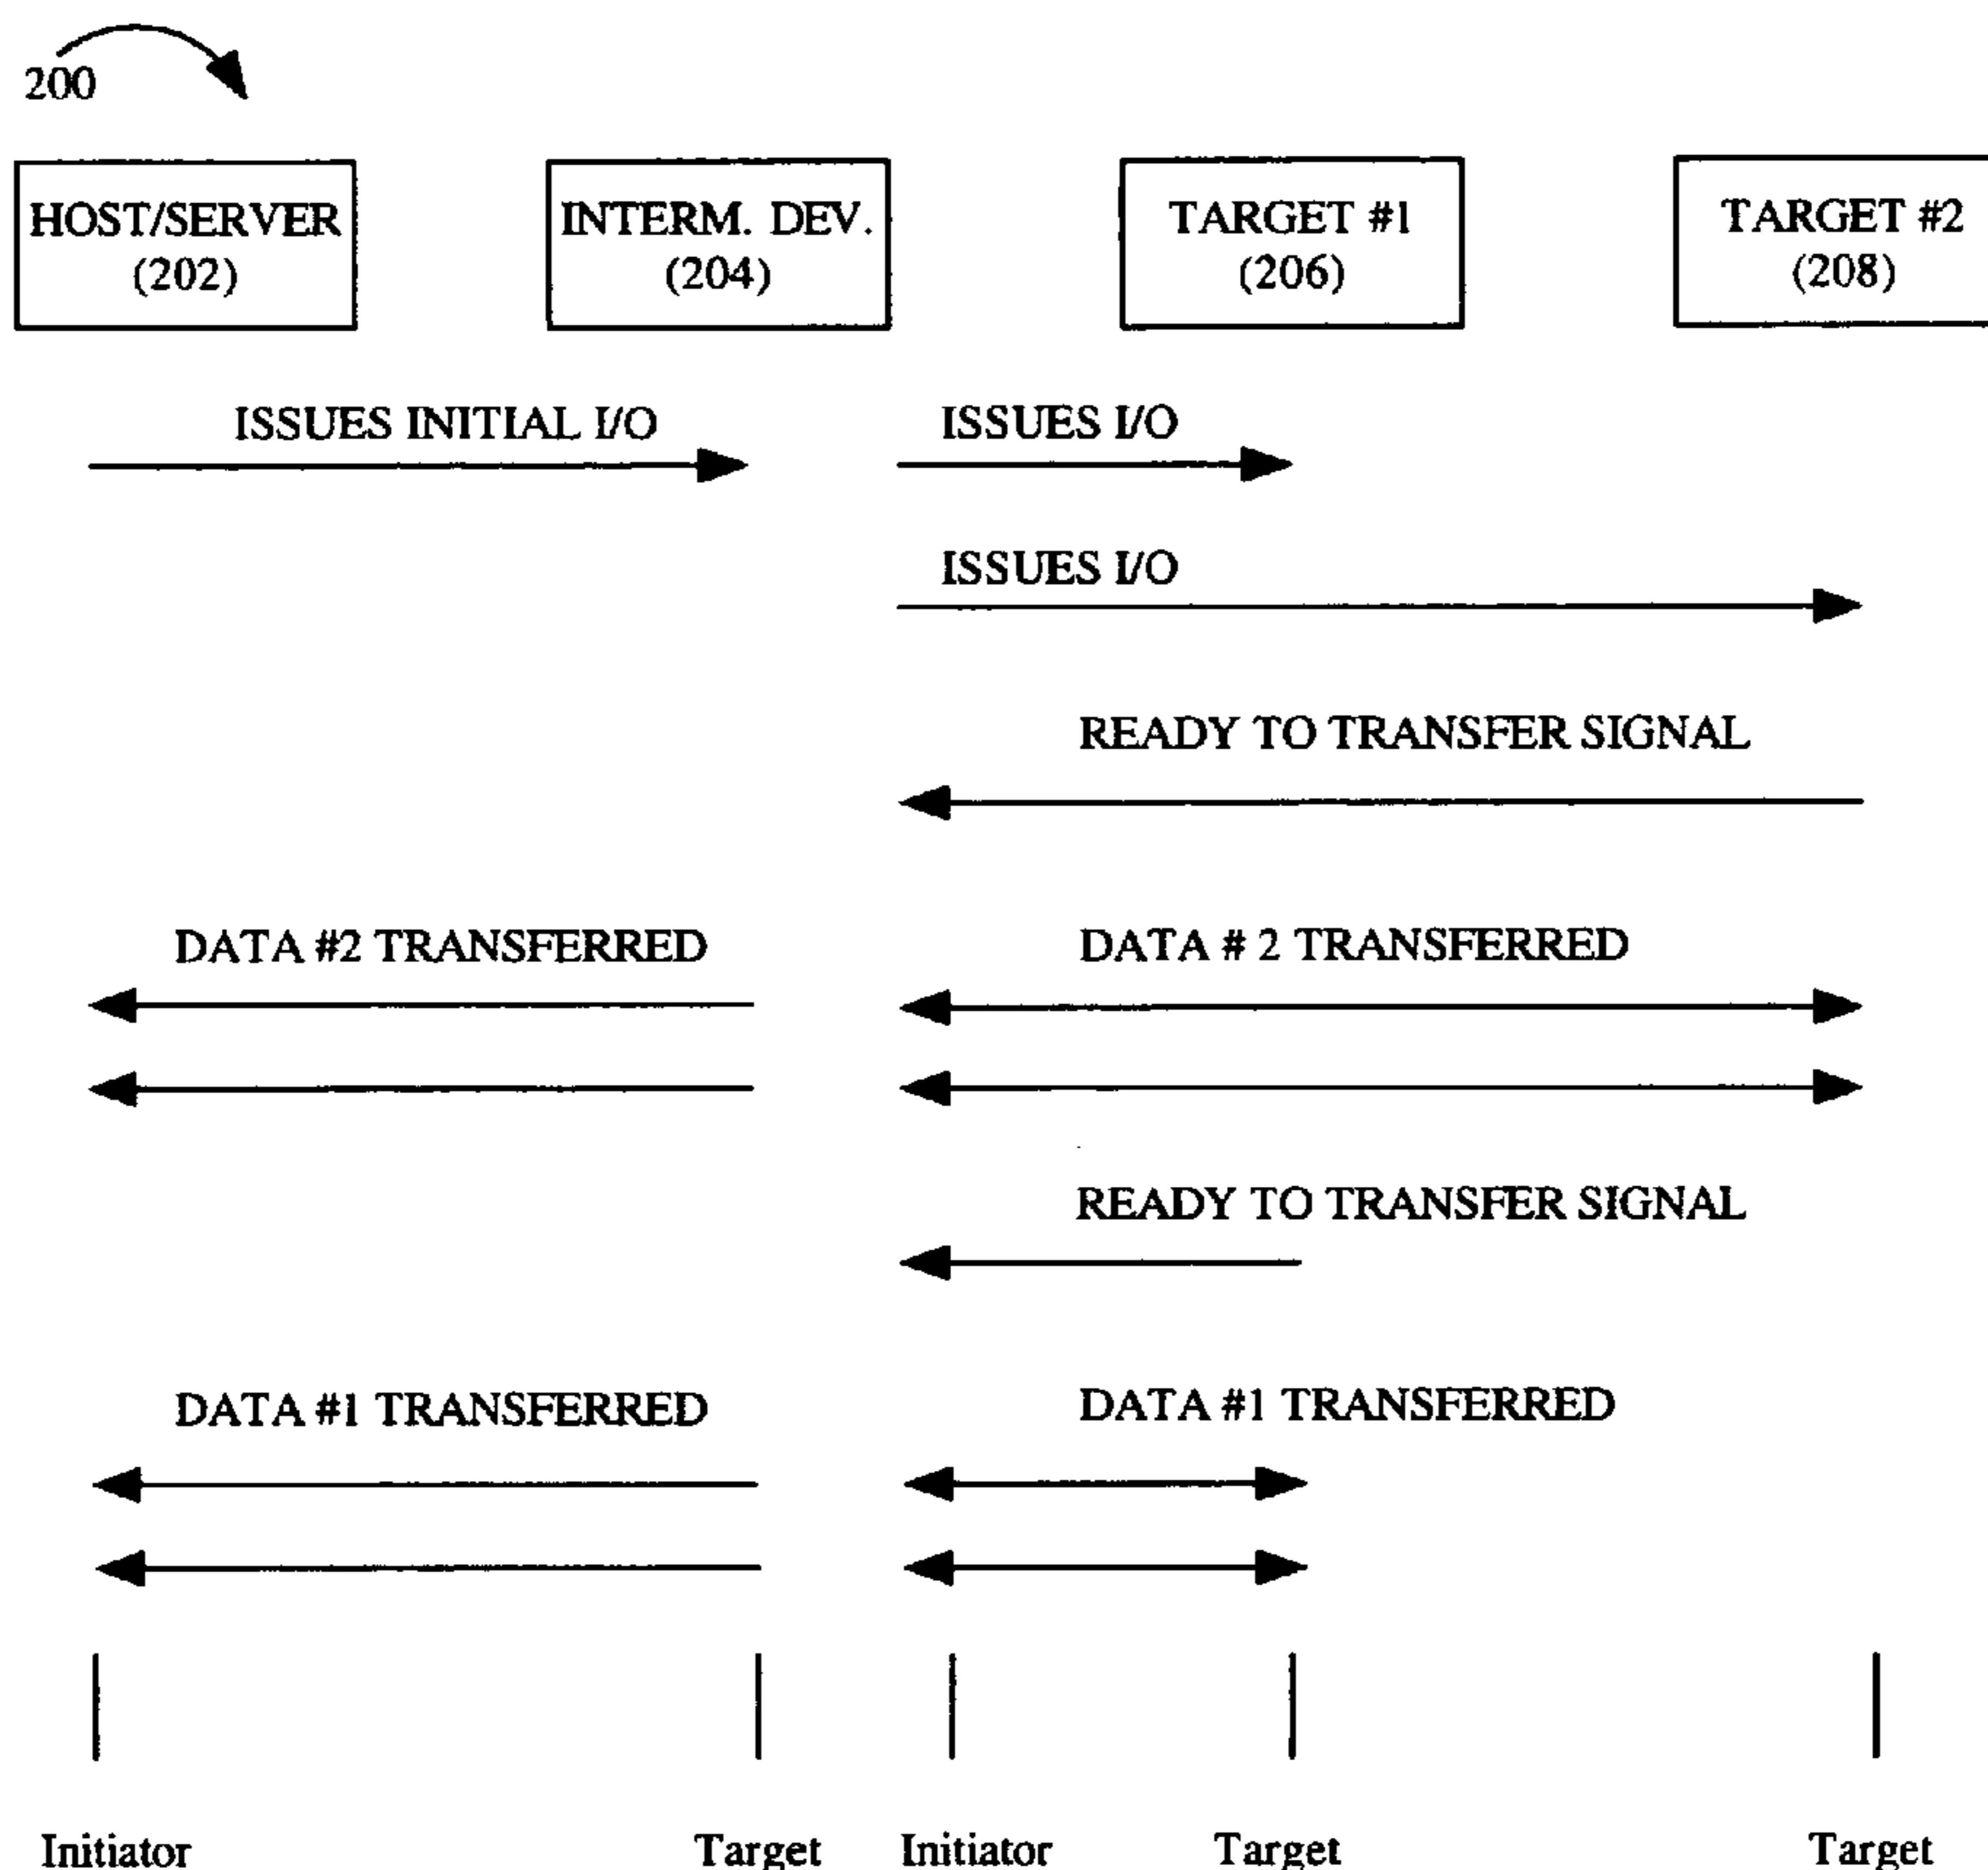 200
HOST/SERVER
(202)
INTERM. DEV.
(204)
TARGET #1
(206)
TARGET #2
(208)
ISSUES INITIAL I/O
ISSUES I/O
ISSUES I/O
READY TO TRANSFER SIGNAL
DATA #2 TRANSFERRED
DATA # 2 TRANSFERRED
READY TO TRANSFER SIGNAL
DATA #1 TRANSFERRED
DATA #1 TRANSFERRED
Initiator
Target
Initiator
Target
Target